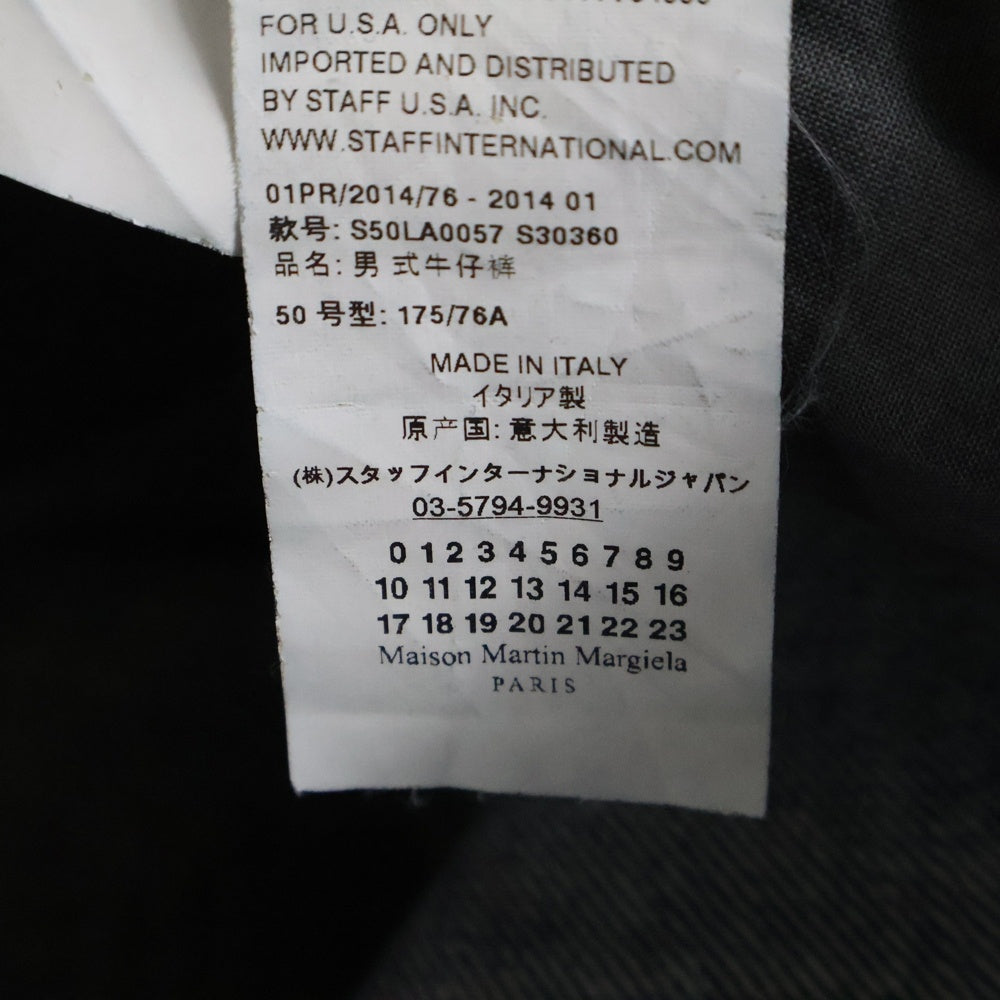 FOR U.S.A. ONLY
IMPORTED AND DISTRIBUTED
BY STAFF U.S.A. INC.
WWW.STAFFINTERNATIONAL.COM
01PR/2014/76 - 2014 01
款号: S50LA0057 S30360
品名: 男 式牛仔裤
50 号型: 175/76A
MADE IN ITALY
イタリア製
原产国: 意大利製造
(株)スタッフインターナショナルジャパン
03-5794-9931
0 1 2 3 4 5 6 7 8 9
10 11 12 13 14 15 16
17 18 19 20 21 22 23
Maison Martin Margiela
PARIS